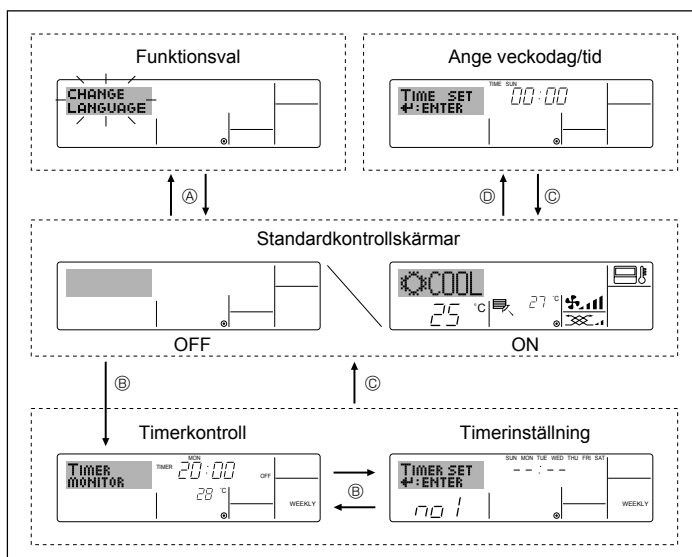 Funktionsval
CHANGE
LANGUAGE
Ange veckodag/tid
TIME SUN
TIME SET 00:00
↵:ENTER
Ⓐ
Ⓓ
Ⓒ
Standardkontrollskärmar
COOL
25 °C
27 °C
OFF
ON
Ⓑ
Ⓒ
Timerkontroll
MON
TIMER
MONITOR
TIMER 20:00 OFF
28 °C
WEEKLY
Ⓑ
Timerinställning
SUN MON TUE WED THU FRI SAT
TIMER SET --:--
↵:ENTER
no 1
WEEKLY